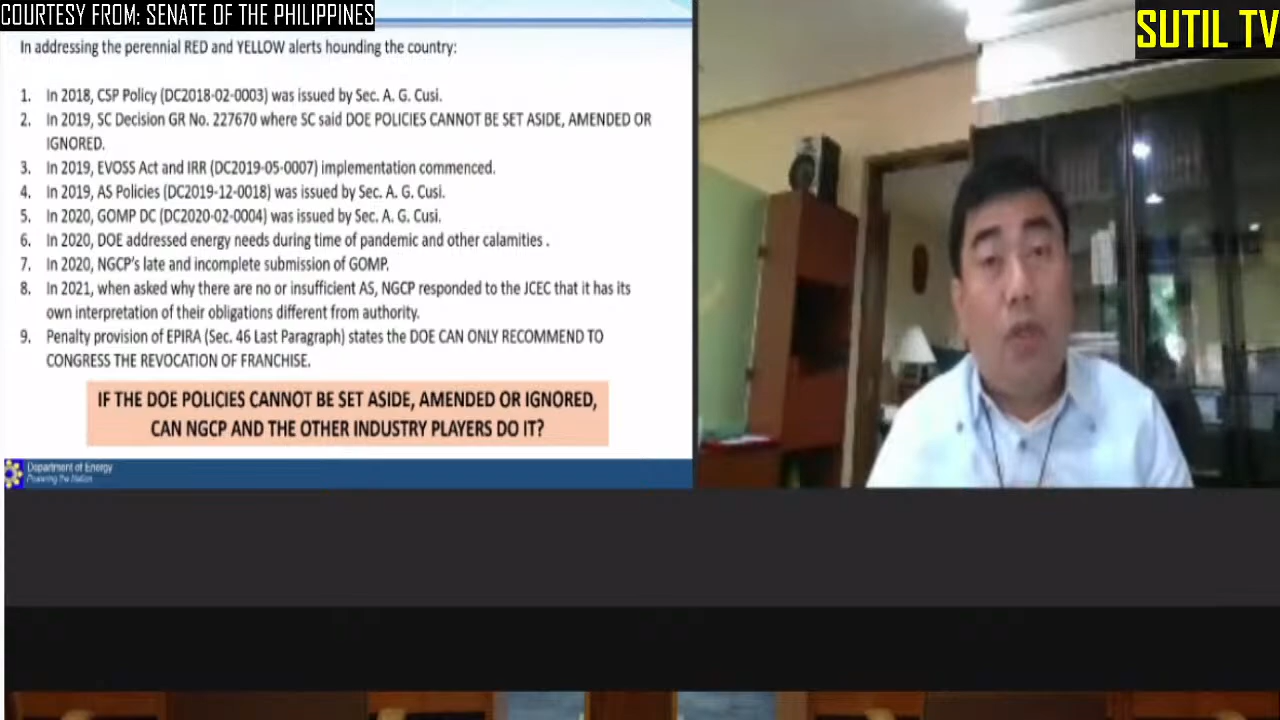 COURTESY FROM: SENATE OF THE PHILIPPINES
SUTIL TV
In addressing the perennial RED and YELLOW alerts hounding the country:
1. In 2018, CSP Policy (DC2018-02-0003) was issued by Sec. A. G. Cusi.
2. In 2019, SC Decision GR No. 227670 where SC said DOE POLICIES CANNOT BE SET ASIDE, AMENDED OR
IGNORED.
3. In 2019, EVOSS Act and IRR (DC2019-05-0007) implementation commenced.
4. In 2019, AS Policies (DC2019-12-0018) was issued by Sec. A. G. Cusi.
5. In 2020, GOMP DC (DC2020-02-0004) was issued by Sec. A. G. Cusi.
6. In 2020, DOE addressed energy needs during time of pandemic and other calamities .
7. In 2020, NGCP's late and incomplete submission of GOMP.
8. In 2021, when asked why there are no or insufficient AS, NGCP responded to the JCEC that it has its
own interpretation of their obligations different from authority.
9. Penalty provision of EPIRA (Sec. 46 Last Paragraph) states the DOE CAN ONLY RECOMMEND TO
CONGRESS THE REVOCATION OF FRANCHISE.
IF THE DOE POLICIES CANNOT BE SET ASIDE, AMENDED OR IGNORED,
CAN NGCP AND THE OTHER INDUSTRY PLAYERS DO IT?
Department of Energy
Powering the Nation